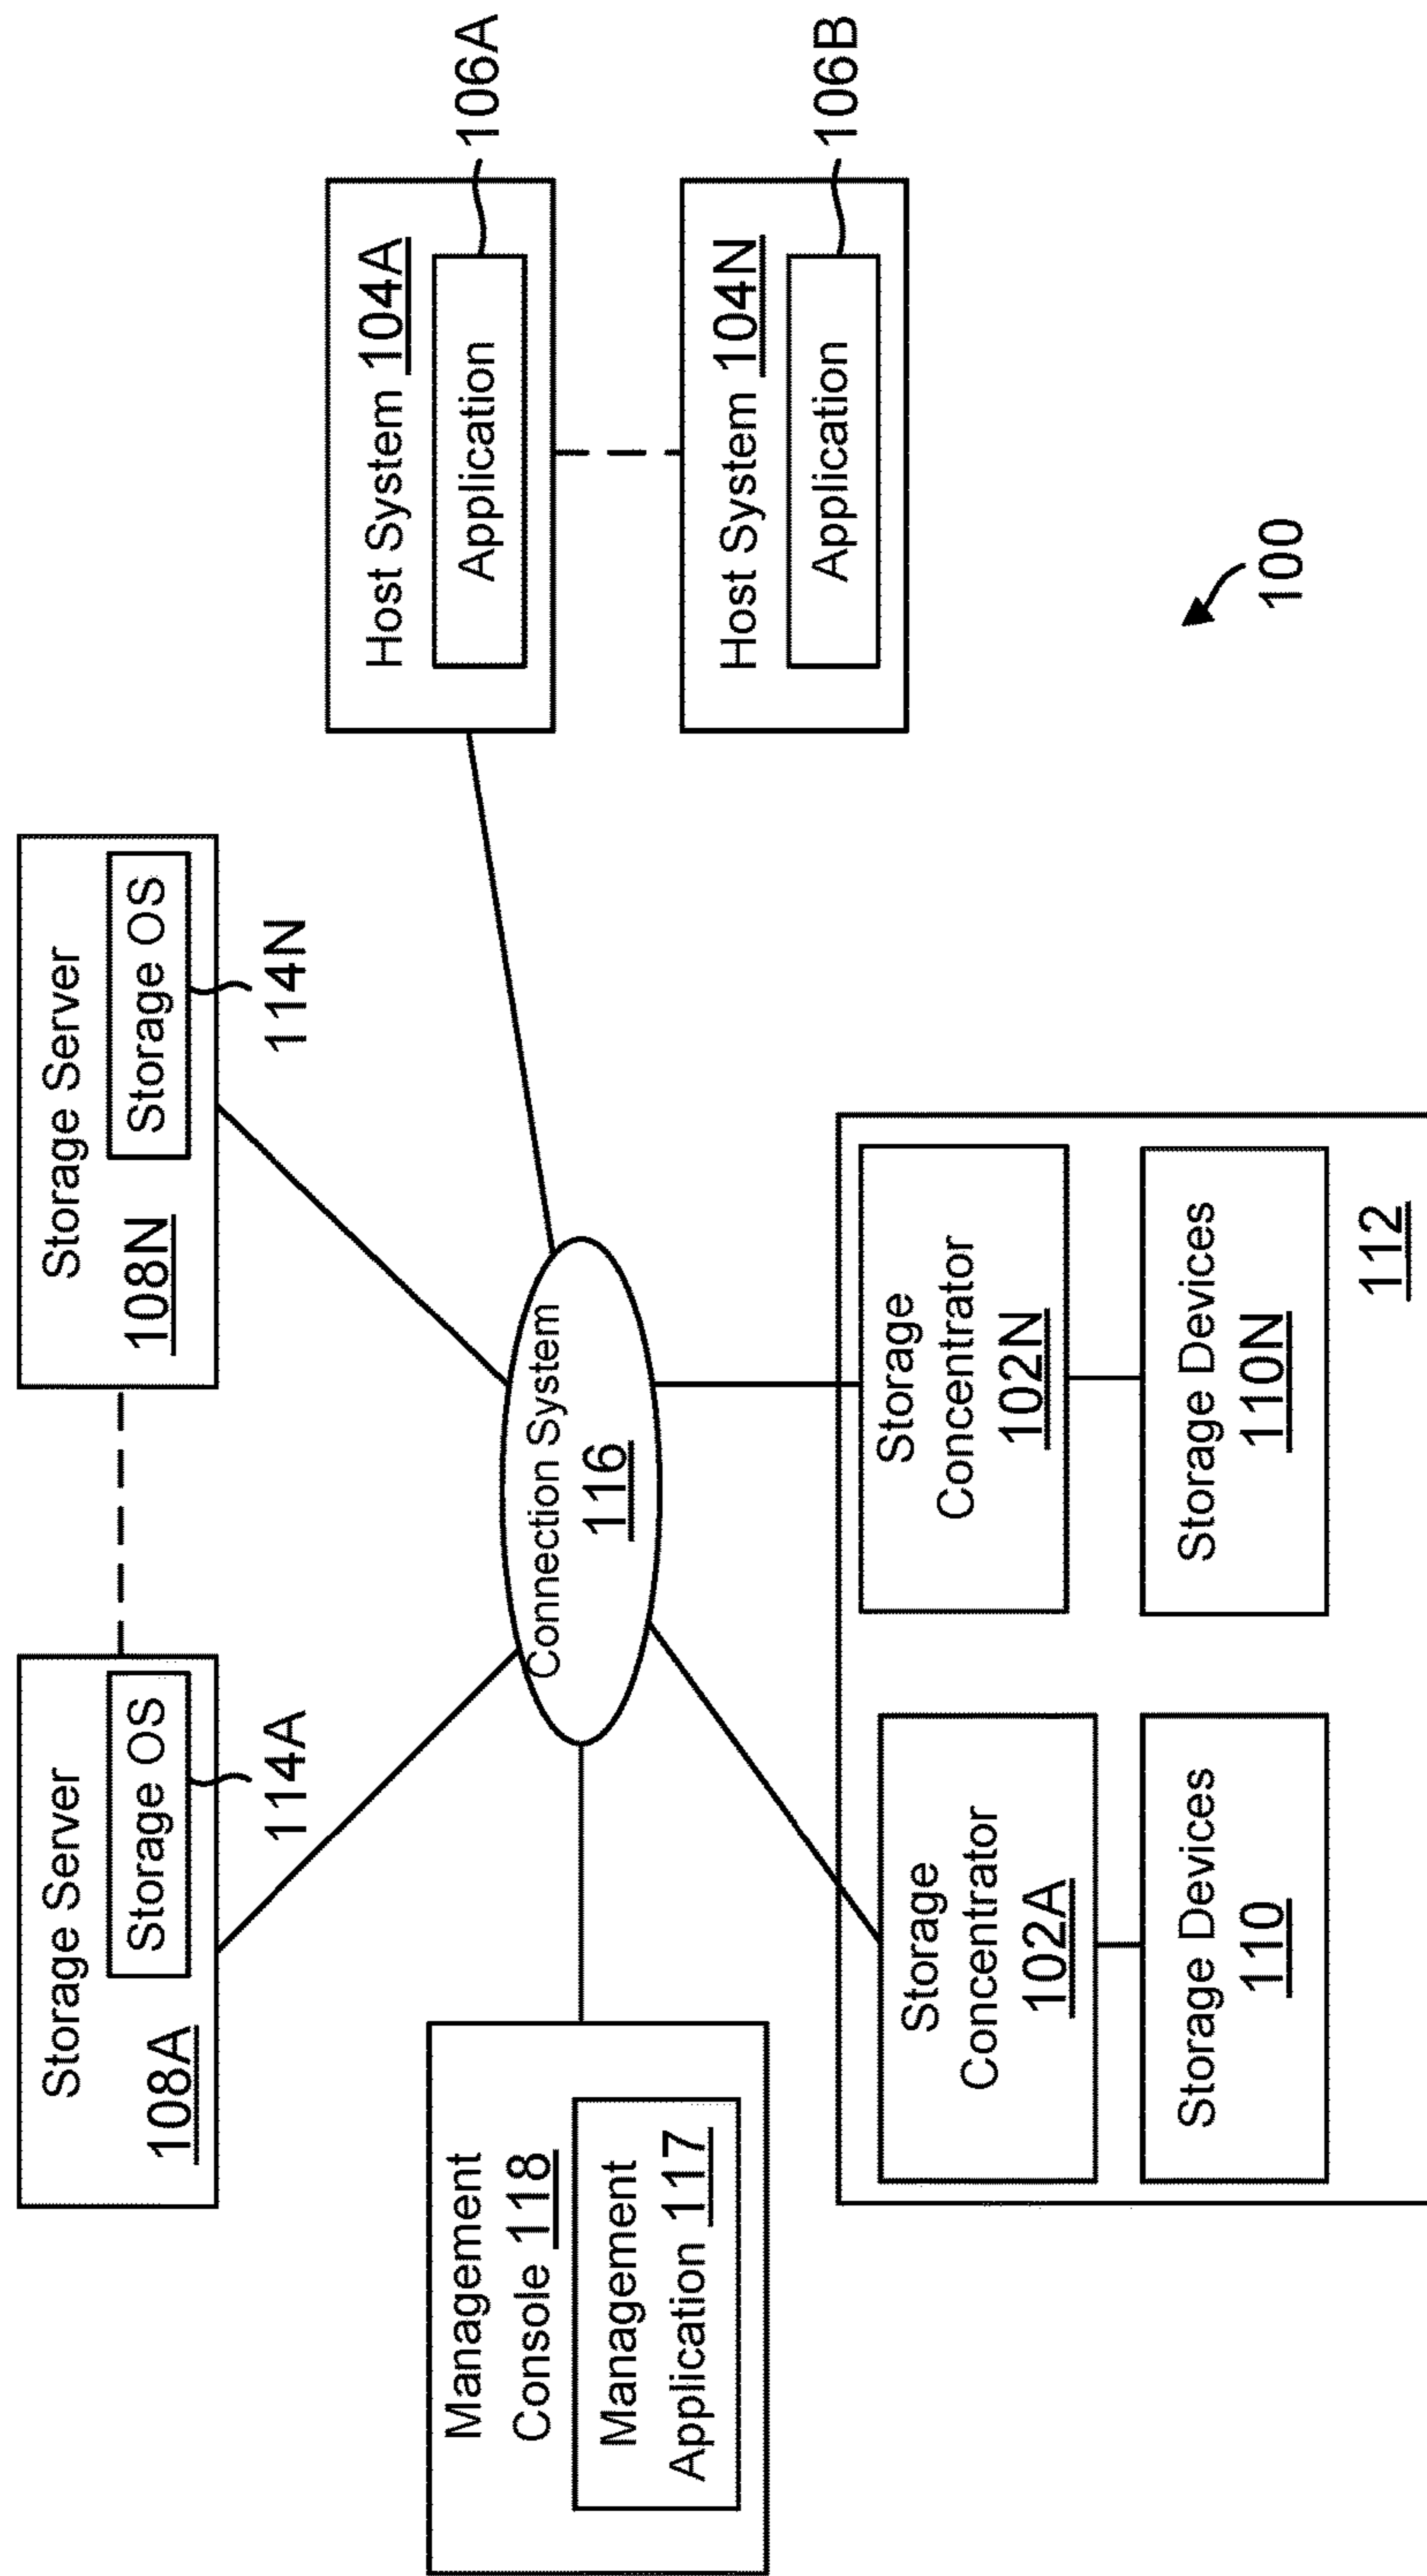 Storage Server
108A
Storage OS
114A
Storage Server
108N
Storage OS
114N
Management
Console 118
Management
Application 117
Connection System
116
Host System 104A
Application
106A
Host System 104N
Application
106B
Storage
Concentrator
102A
Storage Devices
110
Storage
Concentrator
102N
Storage Devices
110N
112
100